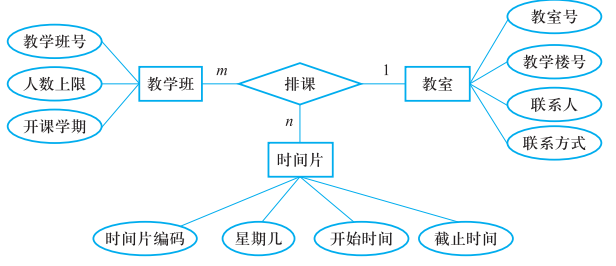 教室号
教学班号
教学楼号
人数上限
教学班
m
排课
1
教室
联系人
开课学期
n
联系方式
时间片
时间片编码
星期几
开始时间
截止时间